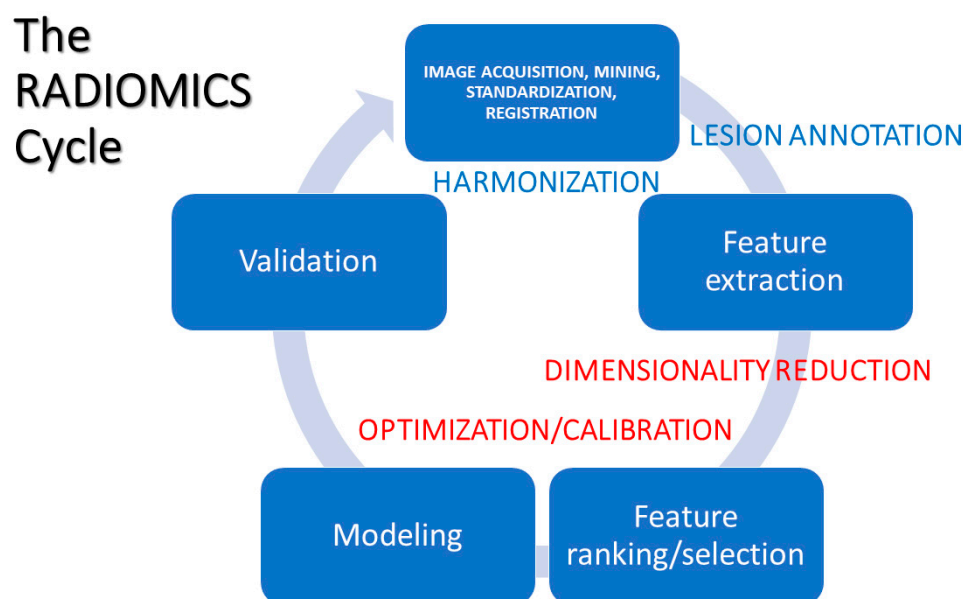 The
RADIOMICS
Cycle
IMAGE ACQUISITION, MINING,
STANDARDIZATION,
REGISTRATION
LESION ANNOTATION
HARMONIZATION
Validation
Feature
extraction
DIMENSIONALITY REDUCTION
OPTIMIZATION/CALIBRATION
Modeling
Feature
ranking/selection